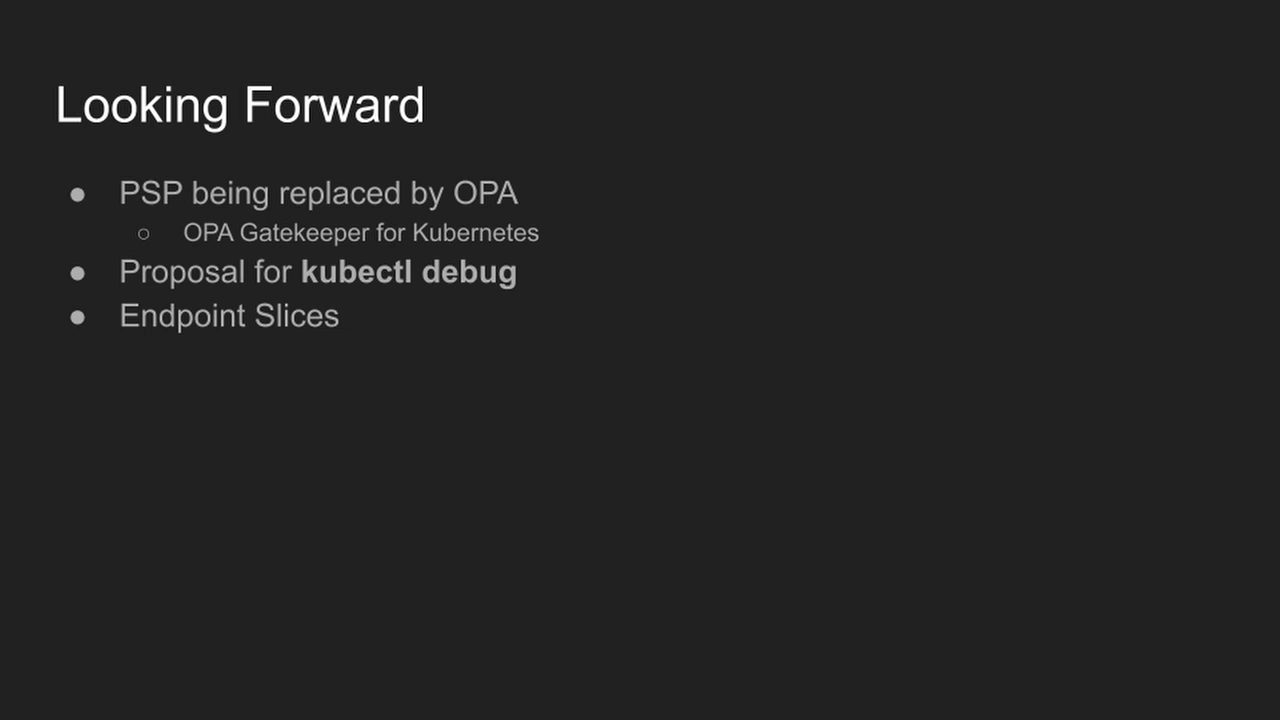 Looking Forward
● PSP being replaced by OPA
○ OPA Gatekeeper for Kubernetes
● Proposal for kubectl debug
● Endpoint Slices